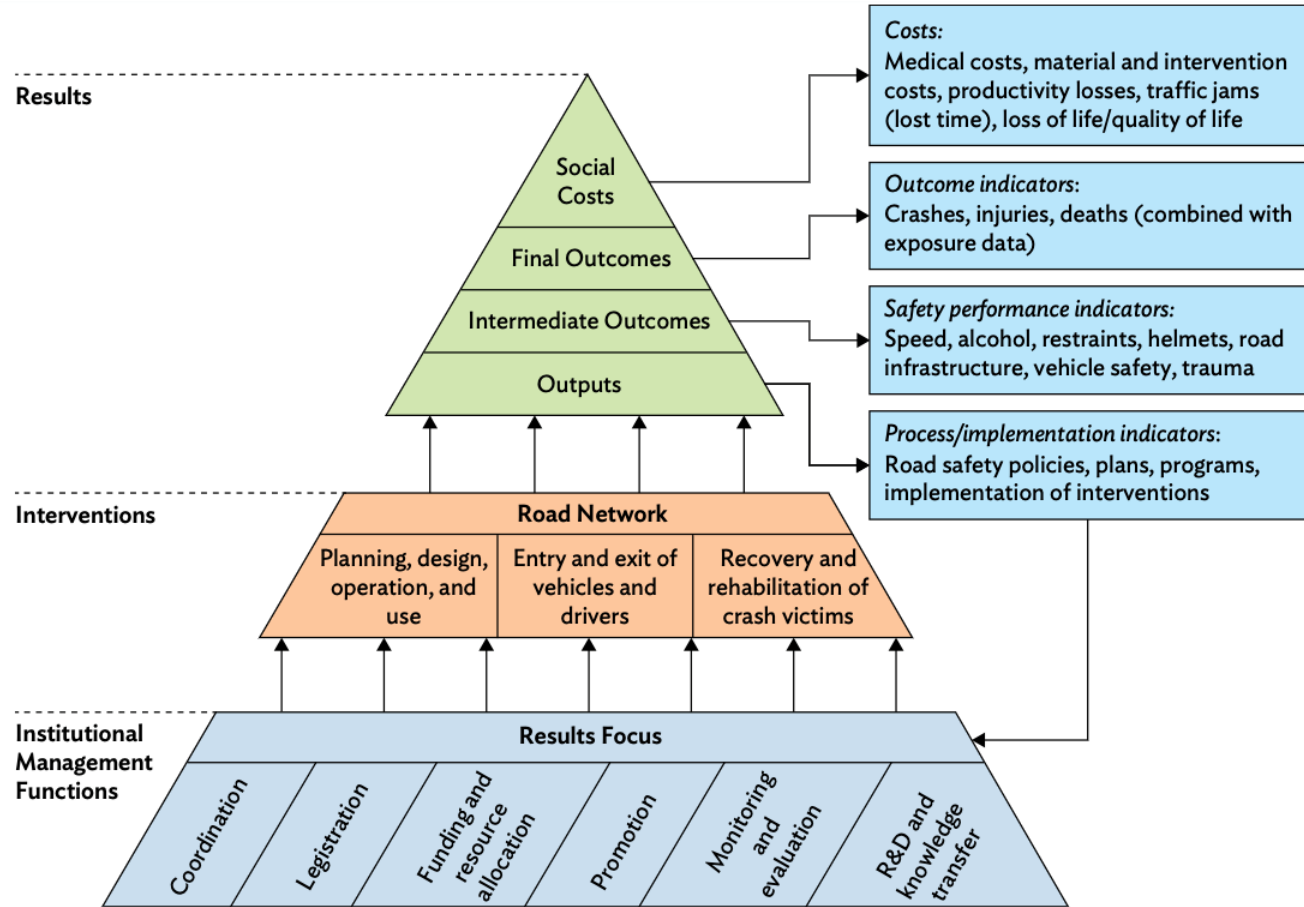 Results
Social
Costs
Final Outcomes
Intermediate Outcomes
Outputs
Costs:
Medical costs, material and intervention
costs, productivity losses, traffic jams
(lost time), loss of life/quality of life
Outcome indicators:
Crashes, injuries, deaths (combined with
exposure data)
Safety performance indicators:
Speed, alcohol, restraints, helmets, road
infrastructure, vehicle safety, trauma
Process/implementation indicators:
Road safety policies, plans, programs,
implementation of interventions
Interventions
Road Network
Planning, design,
operation, and
use
Entry and exit of
vehicles and
drivers
Recovery and
rehabilitation of
crash victims
Institutional
Management
Functions
Results Focus
Coordination
Legistration
Funding and
resource
allocation
Promotion
Monitoring
and
evaluation
R&D and
knowledge
transfer